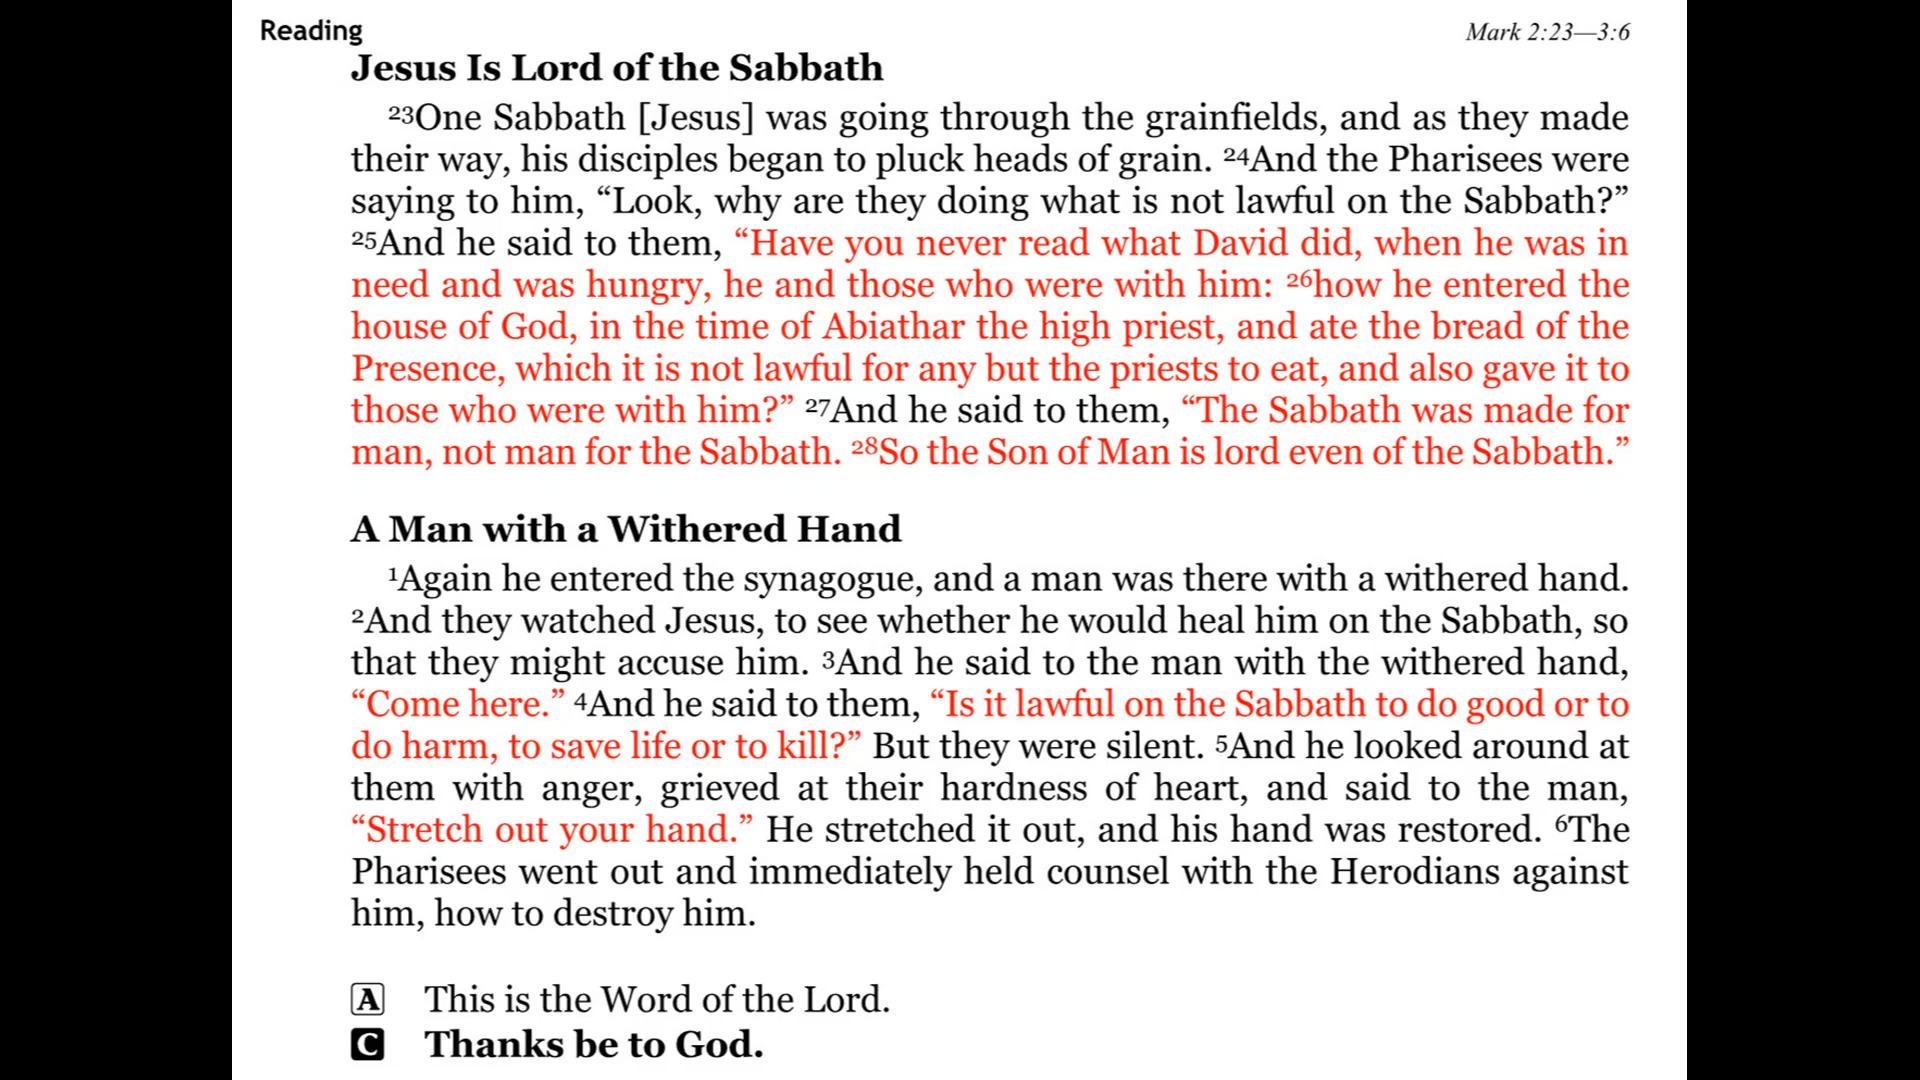 Reading
Mark 2:23—3:6
Jesus Is Lord of the Sabbath
23One Sabbath [Jesus] was going through the grainfields, and as they made
their way, his disciples began to pluck heads of grain. 24And the Pharisees were
saying to him, “Look, why are they doing what is not lawful on the Sabbath?”
25And he said to them, “Have you never read what David did, when he was in
need and was hungry, he and those who were with him: 26how he entered the
house of God, in the time of Abiathar the high priest, and ate the bread of the
Presence, which it is not lawful for any but the priests to eat, and also gave it to
those who were with him?” 27And he said to them, “The Sabbath was made for
man, not man for the Sabbath. 28So the Son of Man is lord even of the Sabbath.”
A Man with a Withered Hand
1Again he entered the synagogue, and a man was there with a withered hand.
2And they watched Jesus, to see whether he would heal him on the Sabbath, so
that they might accuse him. 3And he said to the man with the withered hand,
“Come here.” 4And he said to them, “Is it lawful on the Sabbath to do good or to
do harm, to save life or to kill?” But they were silent. 5And he looked around at
them with anger, grieved at their hardness of heart, and said to the man,
“Stretch out your hand.” He stretched it out, and his hand was restored. 6The
Pharisees went out and immediately held counsel with the Herodians against
him, how to destroy him.
A This is the Word of the Lord.
C Thanks be to God.